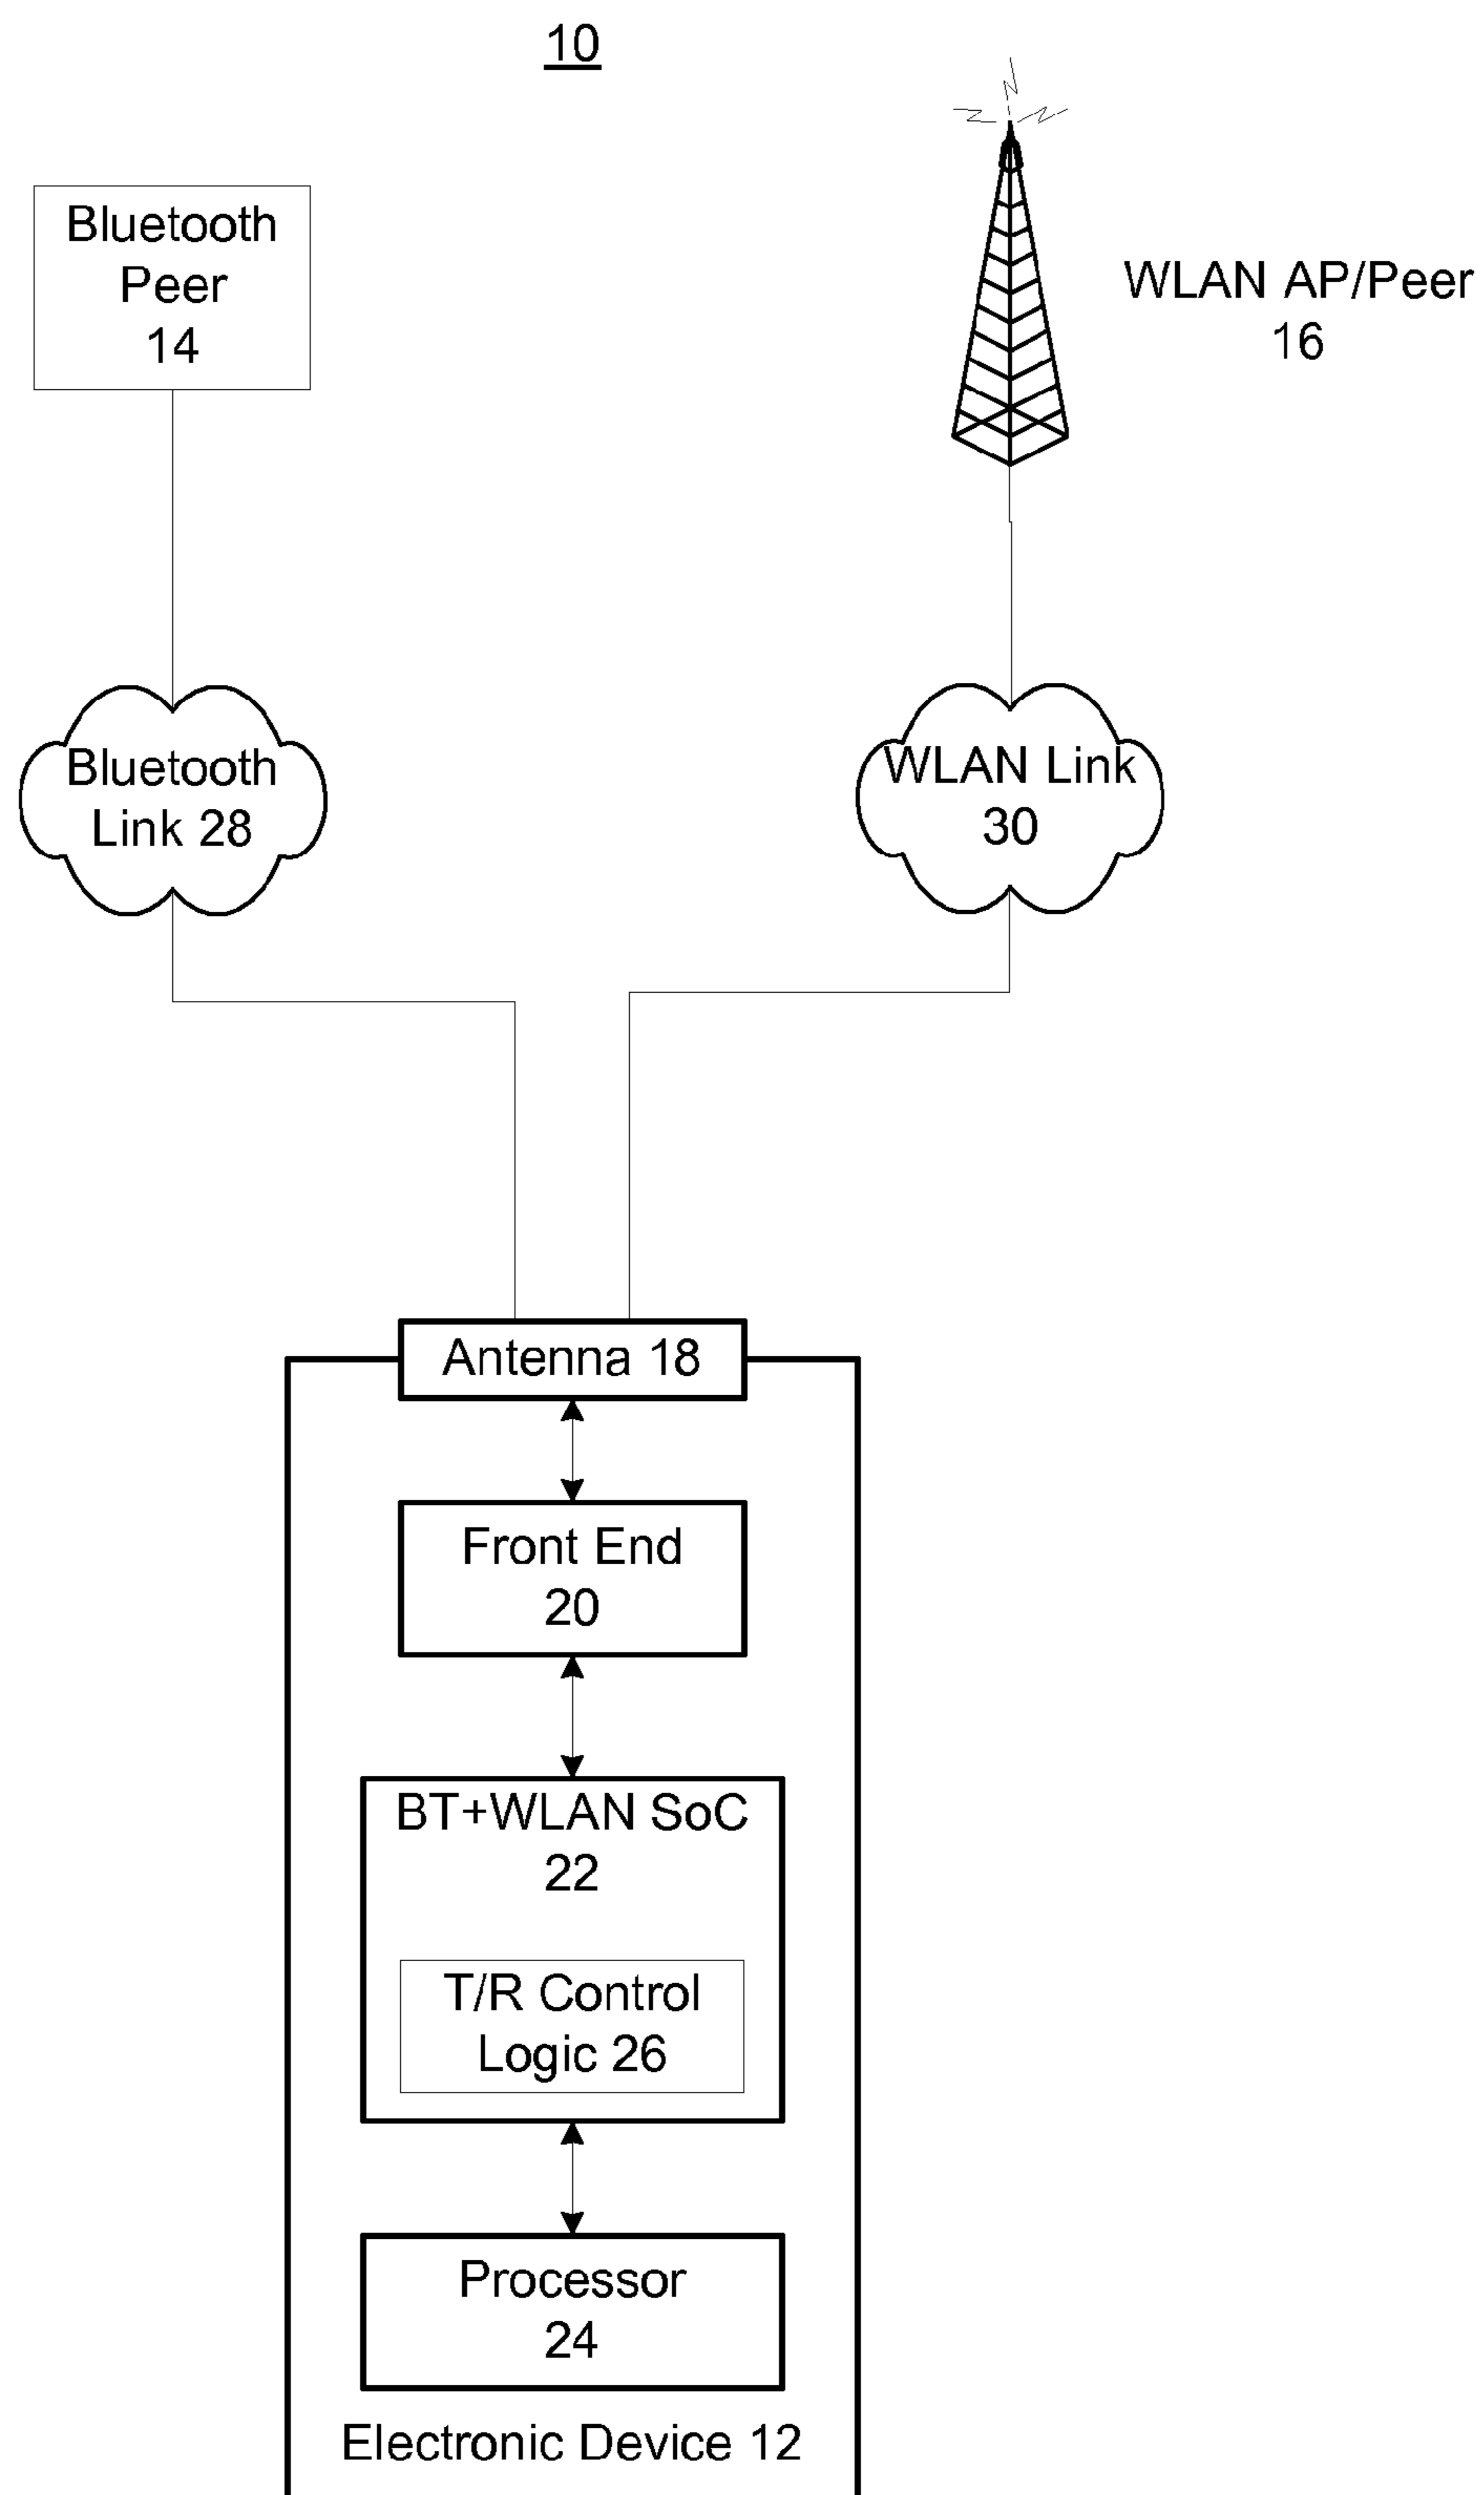 10
Bluetooth
Peer
14
WLAN AP/Peer
16
Bluetooth
Link 28
WLAN Link
30
Antenna 18
Front End
20
BT+WLAN SoC
22
T/R Control
Logic 26
Processor
24
Electronic Device 12